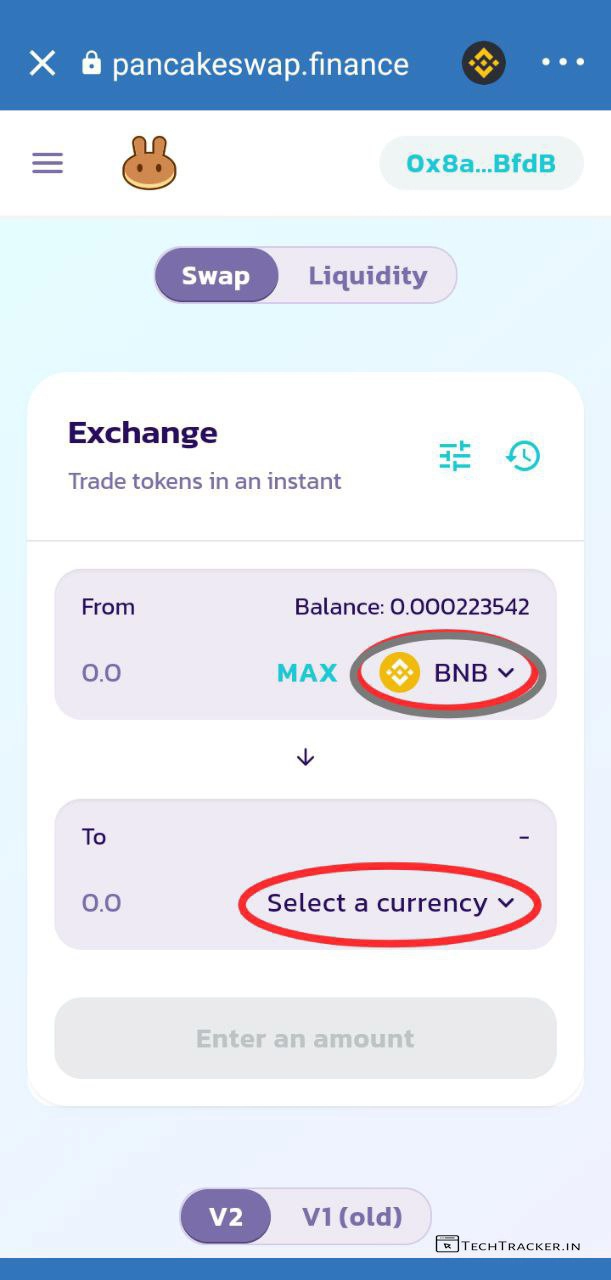 pancakeswap.finance
0x8a...BfdB
Swap Liquidity
Exchange
Trade tokens in an instant
From Balance: 0.000223542
0.0 MAX BNB
To -
0.0 Select a currency
Enter an amount
V2 V1 (old)
TECHTRACKER.IN